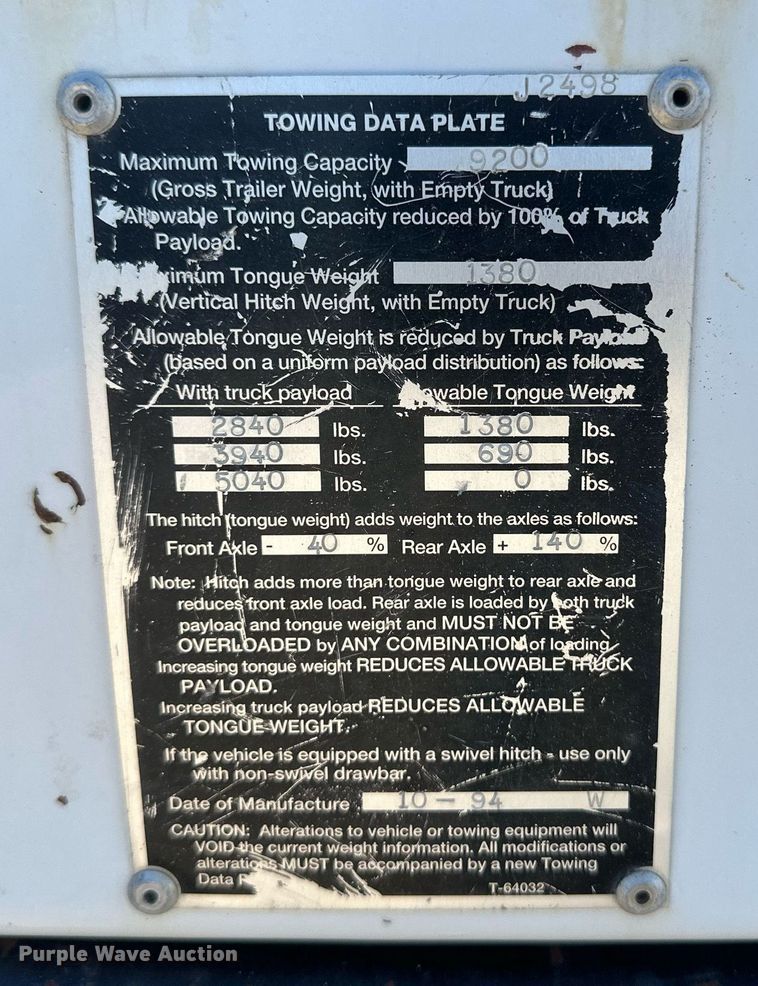 J2498
TOWING DATA PLATE
Maximum Towing Capacity 9200
(Gross Trailer Weight, with Empty Truck)
Allowable Towing Capacity reduced by 100% of Truck
Payload.
ximum Tongue Weight 1380
(Vertical Hitch Weight, with Empty Truck)
Allowable Tongue Weight is reduced by Truck Payload
(based on a uniform payload distribution) as follows:
With truck payload owable Tongue Weight
2840 lbs. 1380 lbs.
3940 lbs. 690 lbs.
5040 lbs. 0 lbs.
The hitch (tongue weight) adds weight to the axles as follows:
Front Axle - 40 % Rear Axle + 140 %
Note: Hitch adds more than tongue weight to rear axle and
reduces front axle load. Rear axle is loaded by both truck
payload and tongue weight and MUST NOT BE
OVERLOADED by ANY COMBINATION of loading
Increasing tongue weight REDUCES ALLOWABLE TRUCK
PAYLOAD.
Increasing truck payload REDUCES ALLOWABLE
TONGUE WEIGHT.
If the vehicle is equipped with a swivel hitch - use only
with non-swivel drawbar.
Date of Manufacture 10-94 W
CAUTION: Alterations to vehicle or towing equipment will
VOID the current weight information. All modifications or
alterations MUST be accompanied by a new Towing
Data
T-64032
Purple Wave Auction